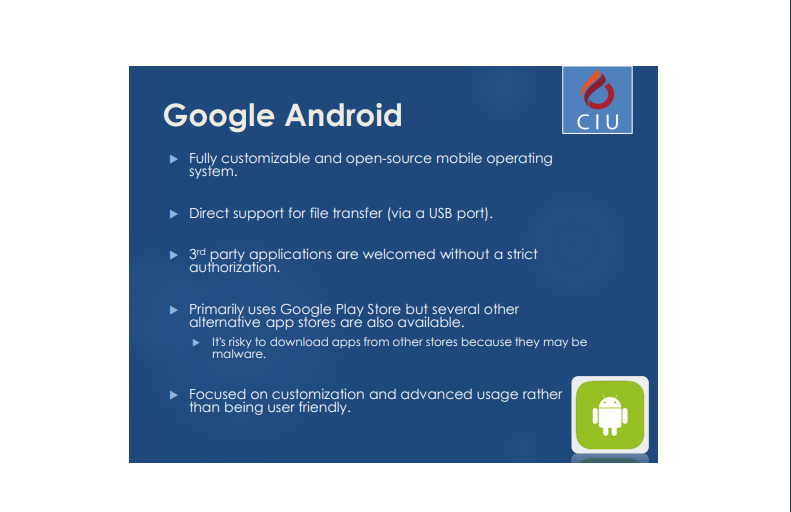 CIU
Google Android
Fully customizable and open-source mobile operating
system.
Direct support for file transfer (via a USB port).
3rd party applications are welcomed without a strict
authorization.
Primarily uses Google Play Store but several other
alternative app stores are also available.
It's risky to download apps from other stores because they may be
malware.
Focused on customization and advanced usage rather
than being user friendly.